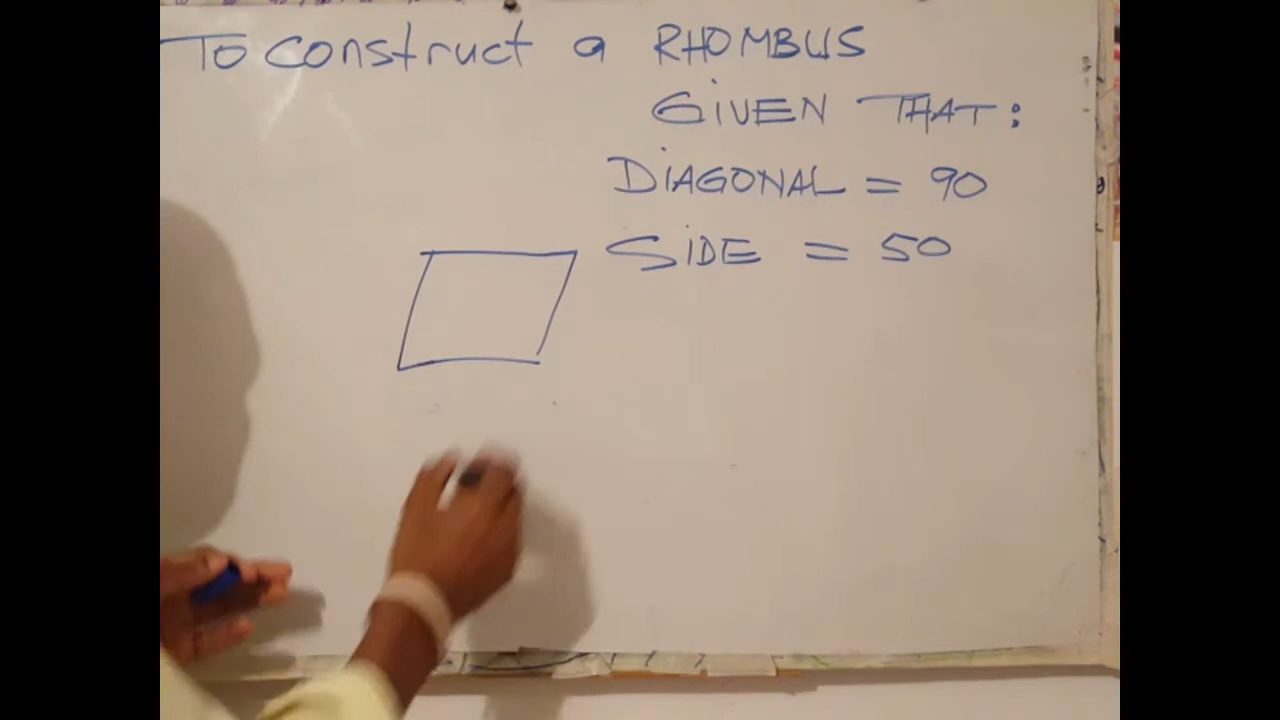 To construct a RHOMBUS
GiVEN THAT:
DiAGONAL = 90
SiDE = 50